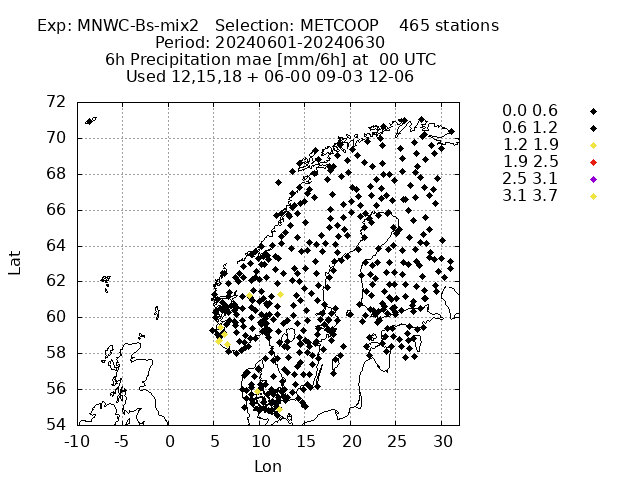 Exp: MNWC-Bs-mix2 Selection: METCOOP 465 stations
Period: 20240601-20240630
6h Precipitation mae [mm/6h] at 00 UTC
Used 12,15,18 + 06-00 09-03 12-06
0.0 0.6
0.6 1.2
1.2 1.9
1.9 2.5
2.5 3.1
3.1 3.7
72
70
68
66
64
62
60
58
56
54
Lat
-10 -5 0 5 10 15 20 25 30
Lon